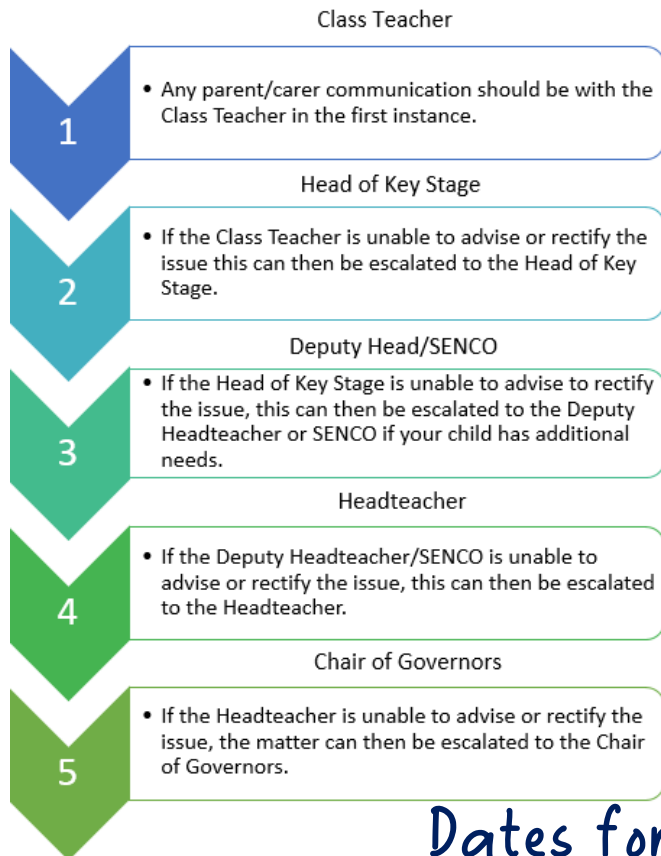 Class Teacher
1
• Any parent/carer communication should be with the
Class Teacher in the first instance.
Head of Key Stage
2
• If the Class Teacher is unable to advise or rectify the
issue this can then be escalated to the Head of Key
Stage.
Deputy Head/SENCO
3
• If the Head of Key Stage is unable to advise to rectify
the issue, this can then be escalated to the Deputy
Headteacher or SENCO if your child has additional
needs.
Headteacher
4
• If the Deputy Headteacher/SENCO is unable to
advise or rectify the issue, this can then be escalated
to the Headteacher.
Chair of Governors
5
• If the Headteacher is unable to advise or rectify the
issue, the matter can then be escalated to the Chair
of Governors.
Dates for